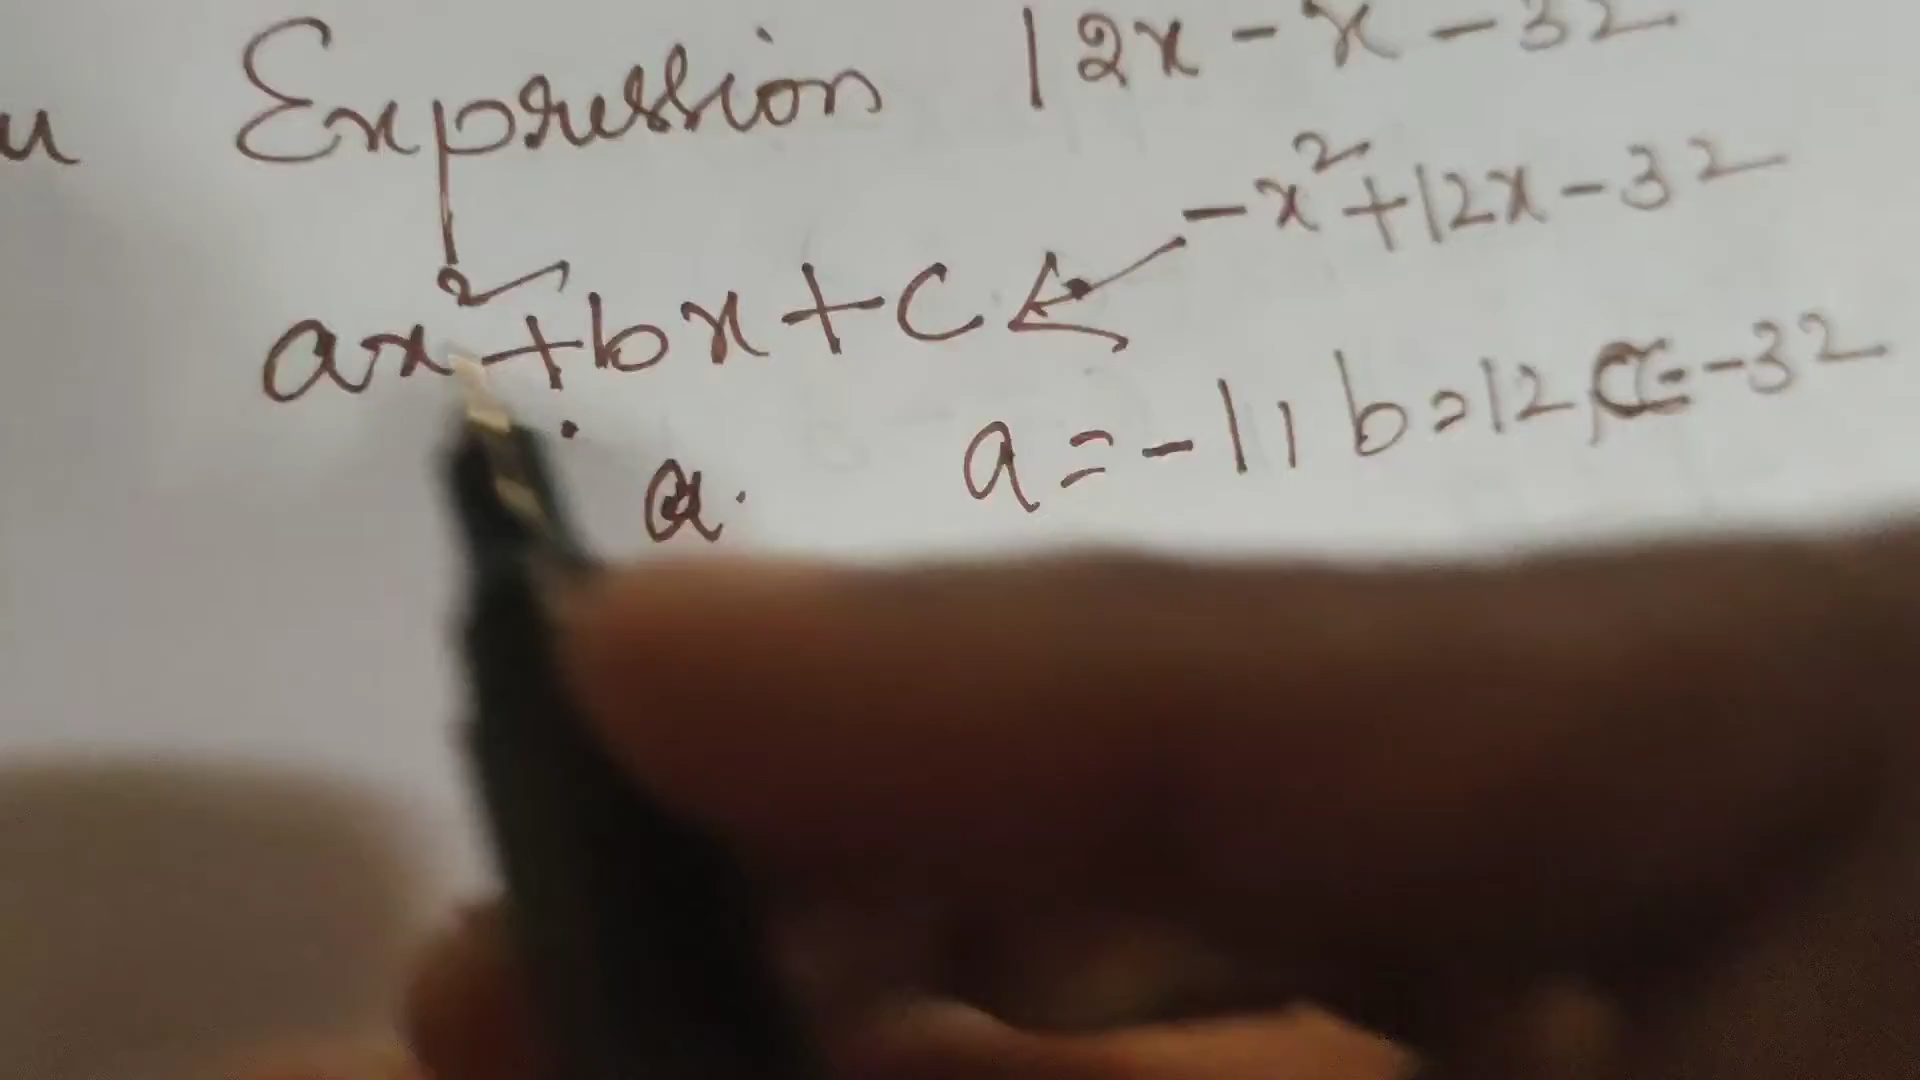 Expression 12x - x - 32
-x² + 12x - 32
ax² + bx + c
a = -1, b = 12, c = -32
a.